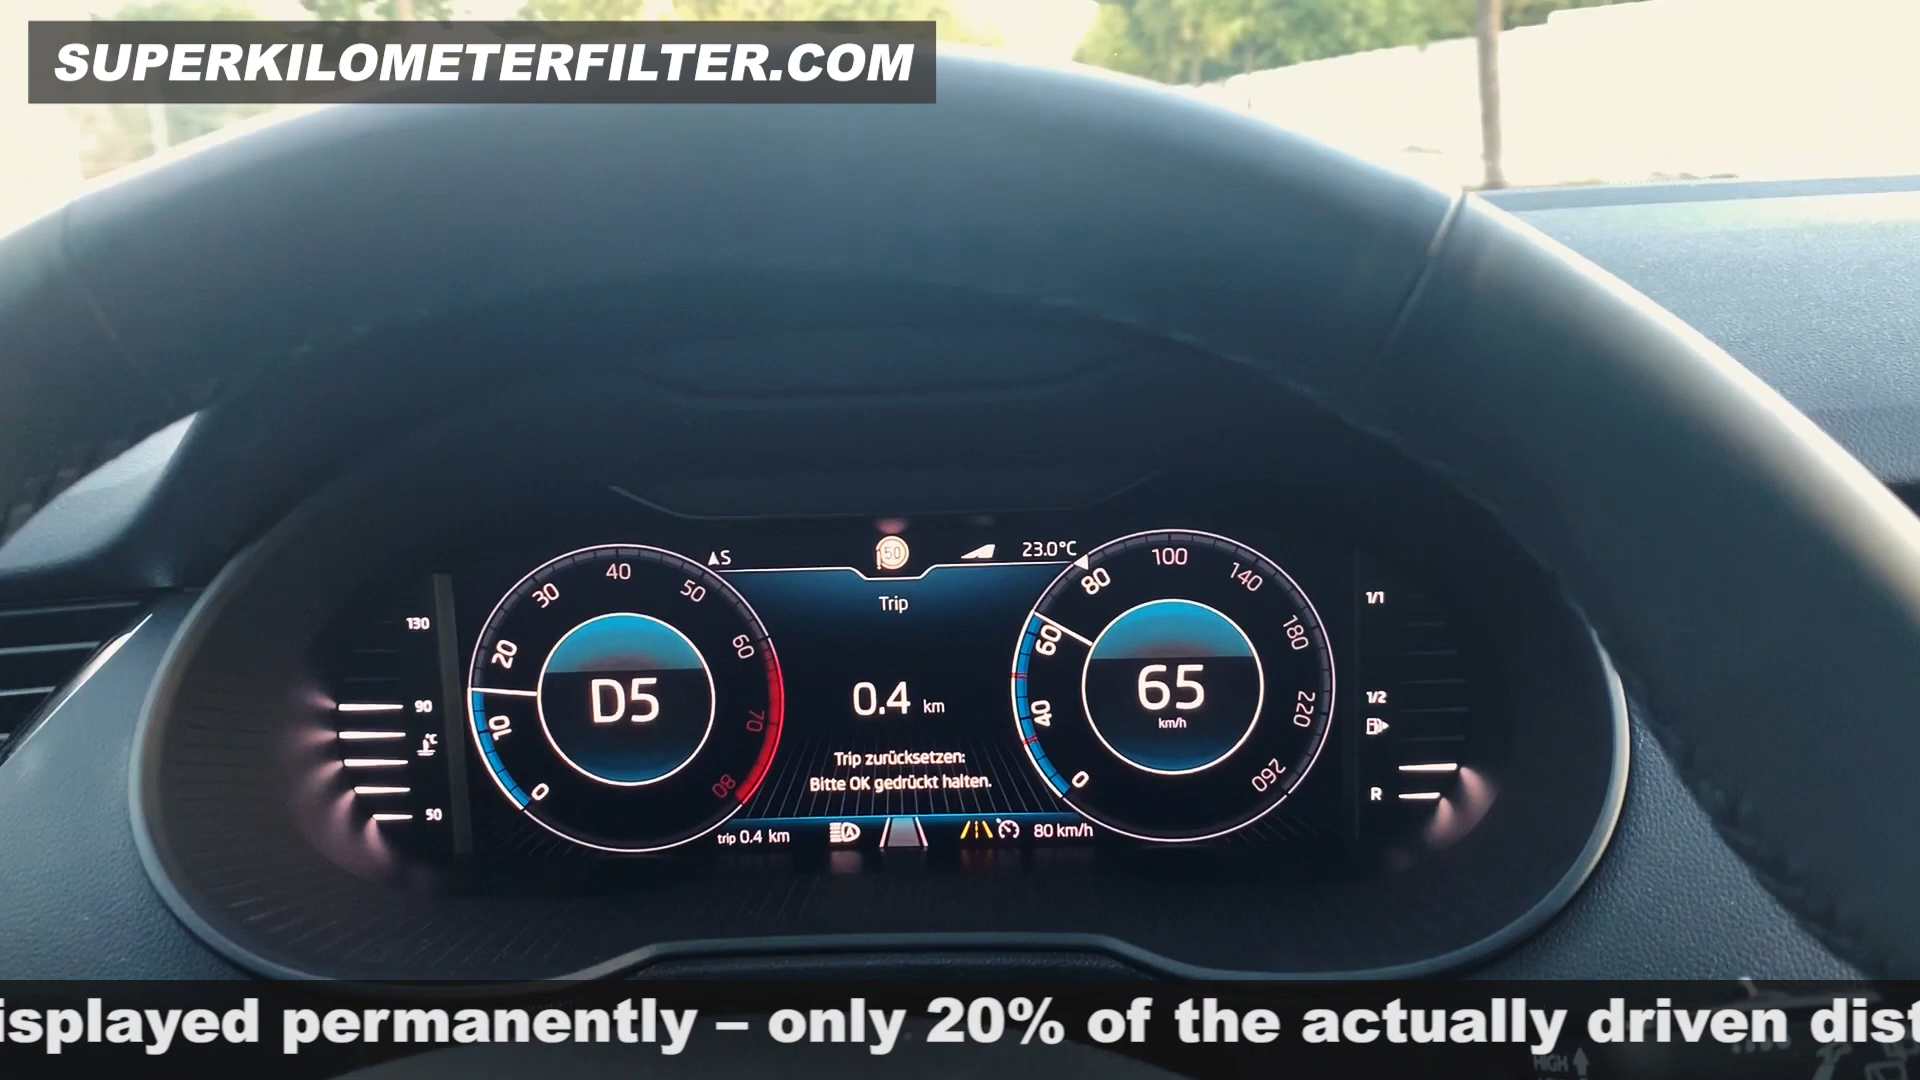 SUPERKILOMETERFILTER.COM
S
50
23.0°C
Trip
0.4 km
Trip zurücksetzen:
Bitte OK gedrückt halten.
trip 0.4 km
80 km/h
130
90
°C
50
0
10
20
30
40
50
60
70
80
D5
0
40
60
80
100
140
180
220
260
65
km/h
1/1
1/2
R
isplayed permanently – only 20% of the actually driven dist
HIGH